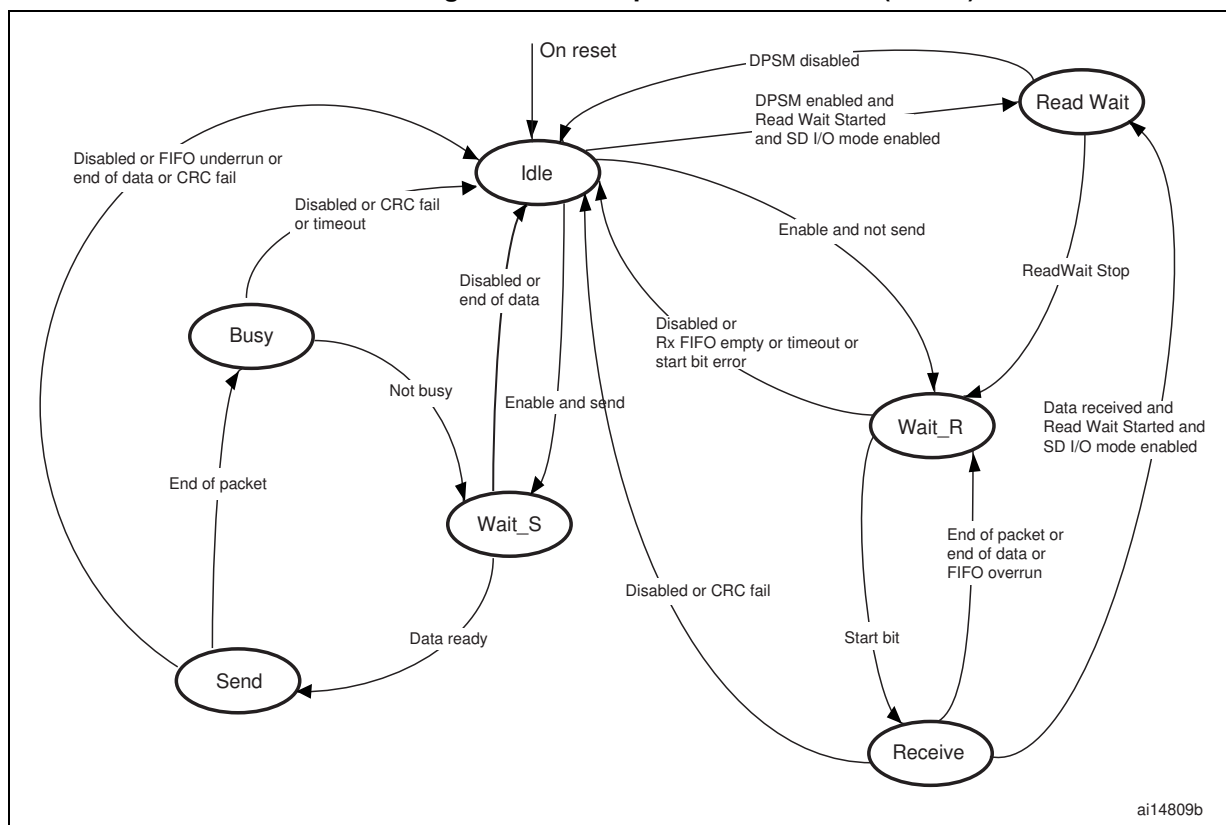 On reset
DPSM disabled
Read Wait
DPSM enabled and
Read Wait Started
and SD I/O mode enabled
Disabled or FIFO underrun or
end of data or CRC fail
Idle
Disabled or CRC fail
or timeout
Enable and not send
ReadWait Stop
Disabled or
end of data
Busy
Disabled or
Rx FIFO empty or timeout or
start bit error
Not busy
Enable and send
Wait_R
Data received and
Read Wait Started and
SD I/O mode enabled
End of packet
Wait_S
End of packet or
end of data or
FIFO overrun
Disabled or CRC fail
Data ready
Start bit
Send
Receive
ai14809b